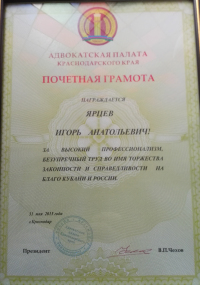 АДВОКАТСКАЯ ПАЛАТА
КРАСНОДАРСКОГО КРАЯ
ПОЧЕТНАЯ ГРАМОТА
НАГРАЖДАЕТСЯ
ЯРЦЕВ
ИГОРЬ АНАТОЛЬЕВИЧ!
ЗА ВЫСОКИЙ ПРОФЕССИОНАЛИЗМ,
БЕЗУПРЕЧНЫЙ ТРУД ВО ИМЯ ТОРЖЕСТВА
ЗАКОННОСТИ И СПРАВЕДЛИВОСТИ НА
БЛАГО КУБАНИ И РОССИИ
г.Краснодар
Президент В.П.Чехов